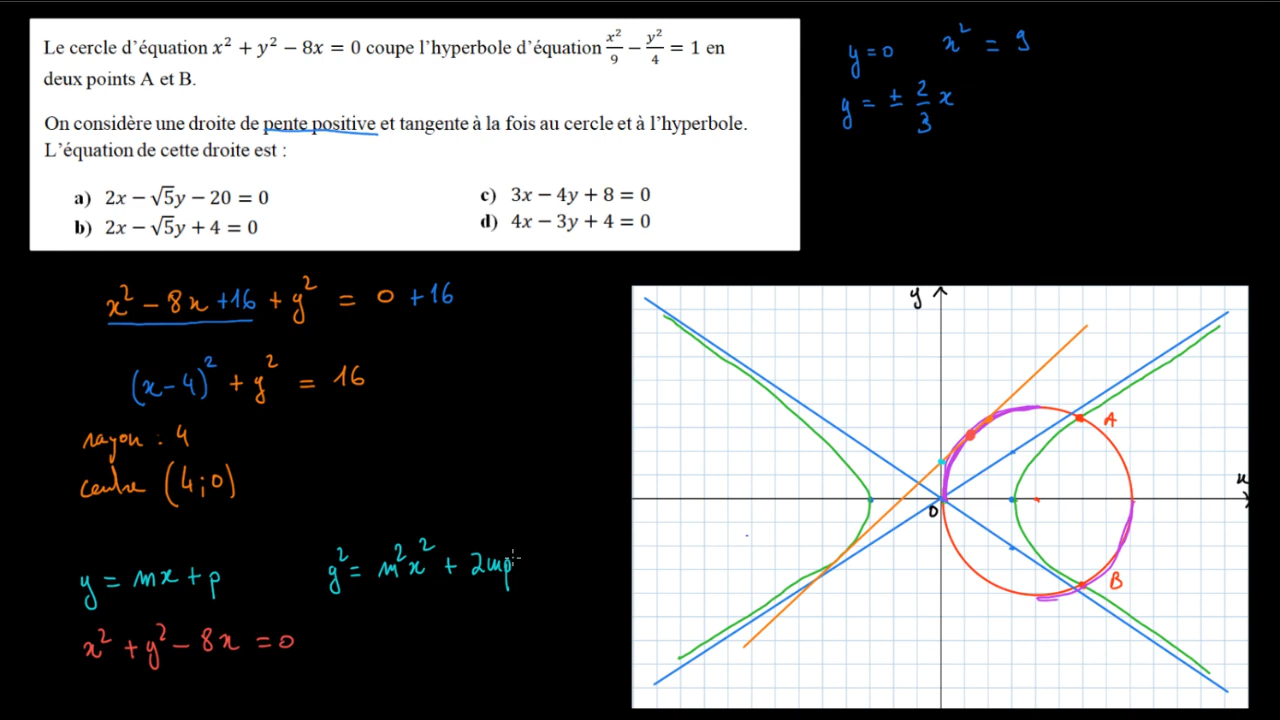 Le cercle d'équation x² + y² − 8x = 0 coupe l'hyperbole d'équation x²/9 − y²/4 = 1 en
deux points A et B.
On considère une droite de pente positive et tangente à la fois au cercle et à l'hyperbole.
L'équation de cette droite est :
a) 2x − √5y − 20 = 0
b) 2x − √5y + 4 = 0
c) 3x − 4y + 8 = 0
d) 4x − 3y + 4 = 0
y = 0 x² = 9
y = ± 2/3 x
x² − 8x + 16 + y² = 0 + 16
(x − 4)² + y² = 16
rayon : 4
centre (4 ; 0)
y = mx + p y² = m²x² + 2mp
x² + y² − 8x = 0
y
A
x
O
B